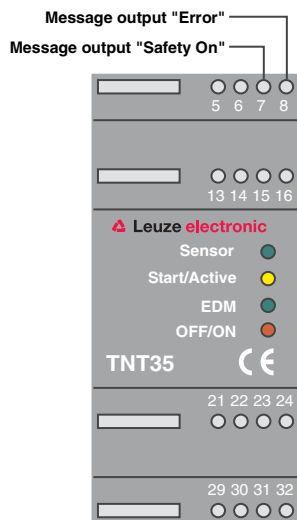 Message output "Error"
Message output "Safety On"
5 6 7 8
13 14 15 16
Leuze electronic
Sensor
Start/Active
EDM
OFF/ON
TNT35 CE
21 22 23 24
29 30 31 32